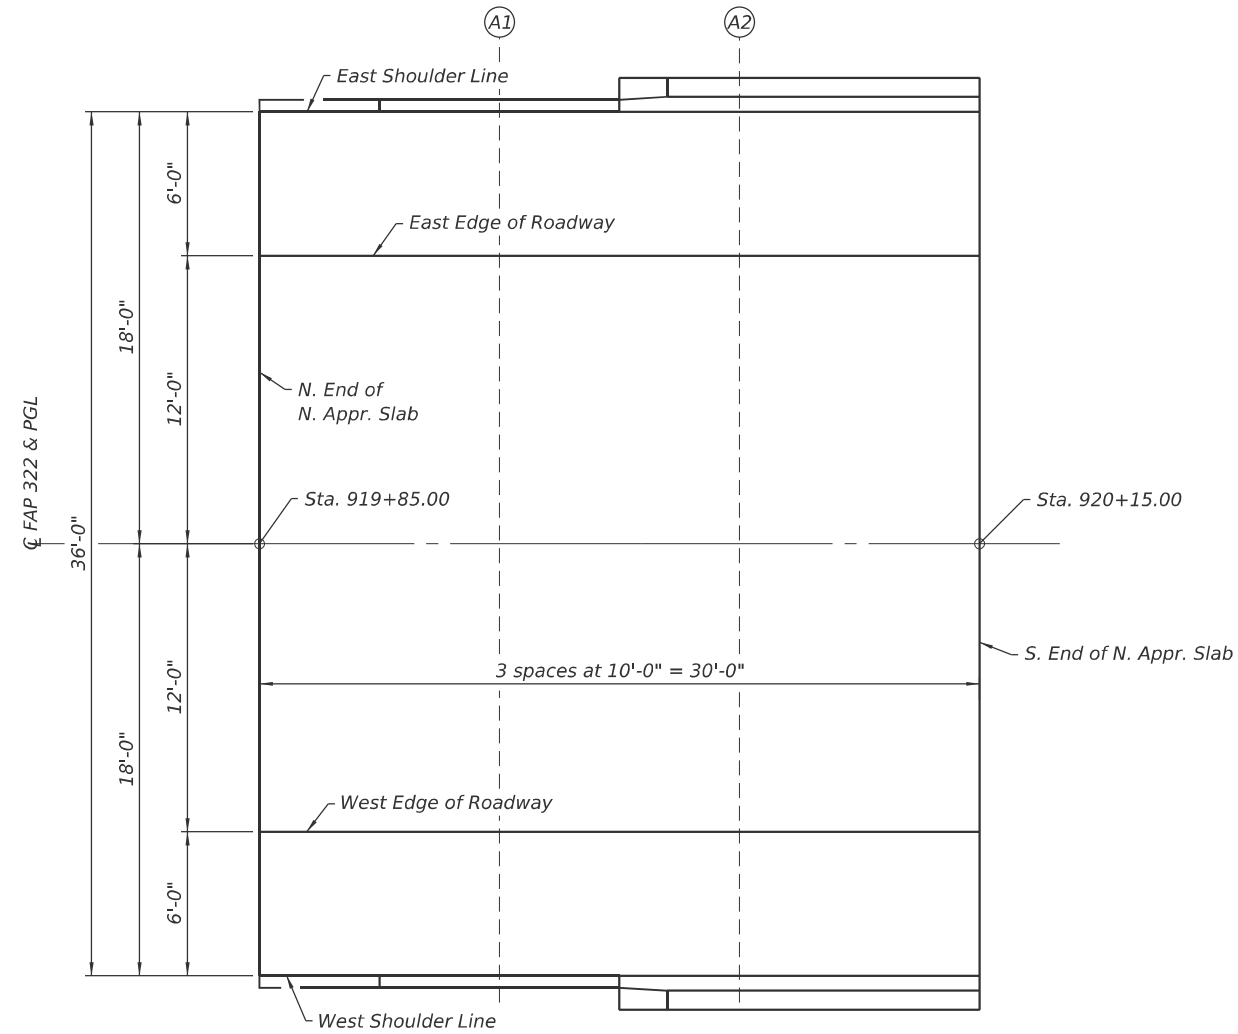 A1
A2
East Shoulder Line
6'-0"
East Edge of Roadway
18'-0"
12'-0"
N. End of
N. Appr. Slab
℄ FAP 322 & PGL
Sta. 919+85.00
Sta. 920+15.00
36'-0"
S. End of N. Appr. Slab
3 spaces at 10'-0" = 30'-0"
12'-0"
18'-0"
West Edge of Roadway
6'-0"
West Shoulder Line